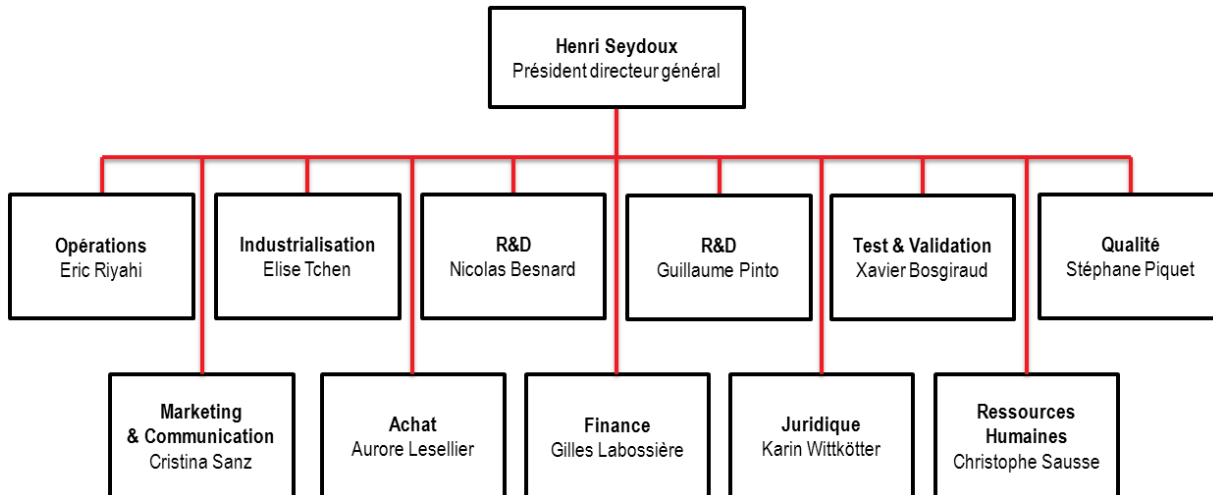 Henri Seydoux
Président directeur général
Opérations
Eric Riyahi
Industrialisation
Elise Tchen
R&D
Nicolas Besnard
R&D
Guillaume Pinto
Test & Validation
Xavier Bosgiraud
Qualité
Stéphane Piquet
Marketing
& Communication
Cristina Sanz
Achat
Aurore Lesellier
Finance
Gilles Labossière
Juridique
Karin Wittkötter
Ressources
Humaines
Christophe Sausse